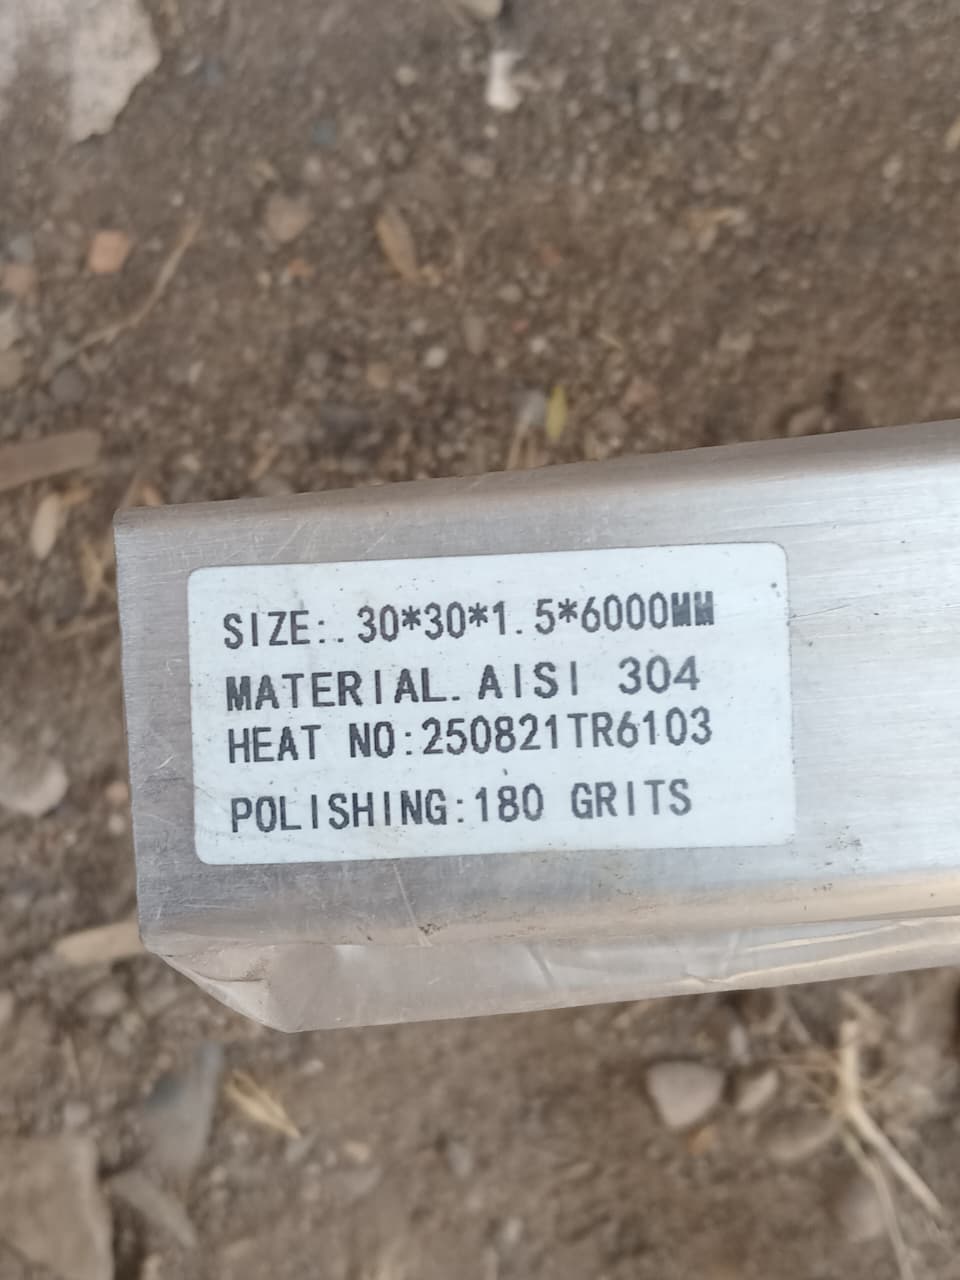 SIZE:.30*30*1.5*6000MM
MATERIAL.AISI 304
HEAT NO:250821TR6103
POLISHING:180 GRITS